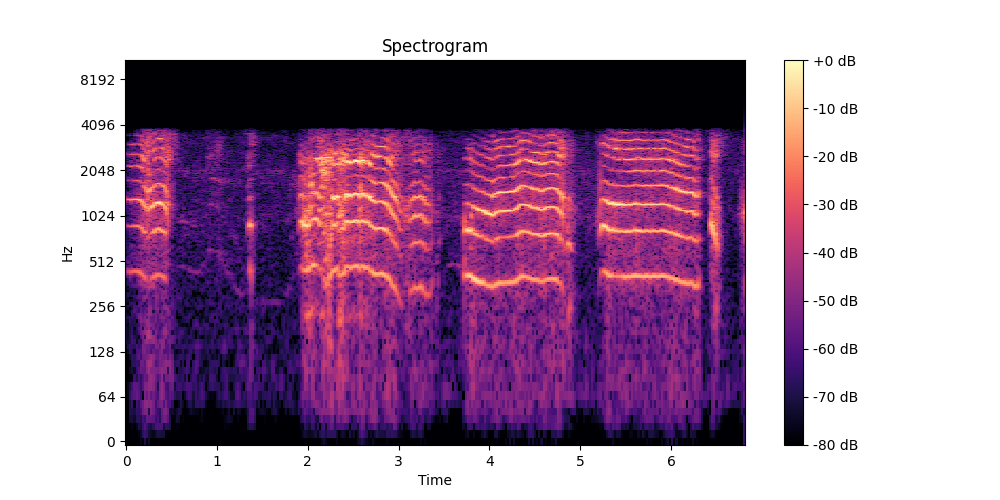 Spectrogram
8192
4096
2048
1024
512
256
128
64
0
Hz
0 1 2 3 4 5 6
Time
+0 dB
-10 dB
-20 dB
-30 dB
-40 dB
-50 dB
-60 dB
-70 dB
-80 dB